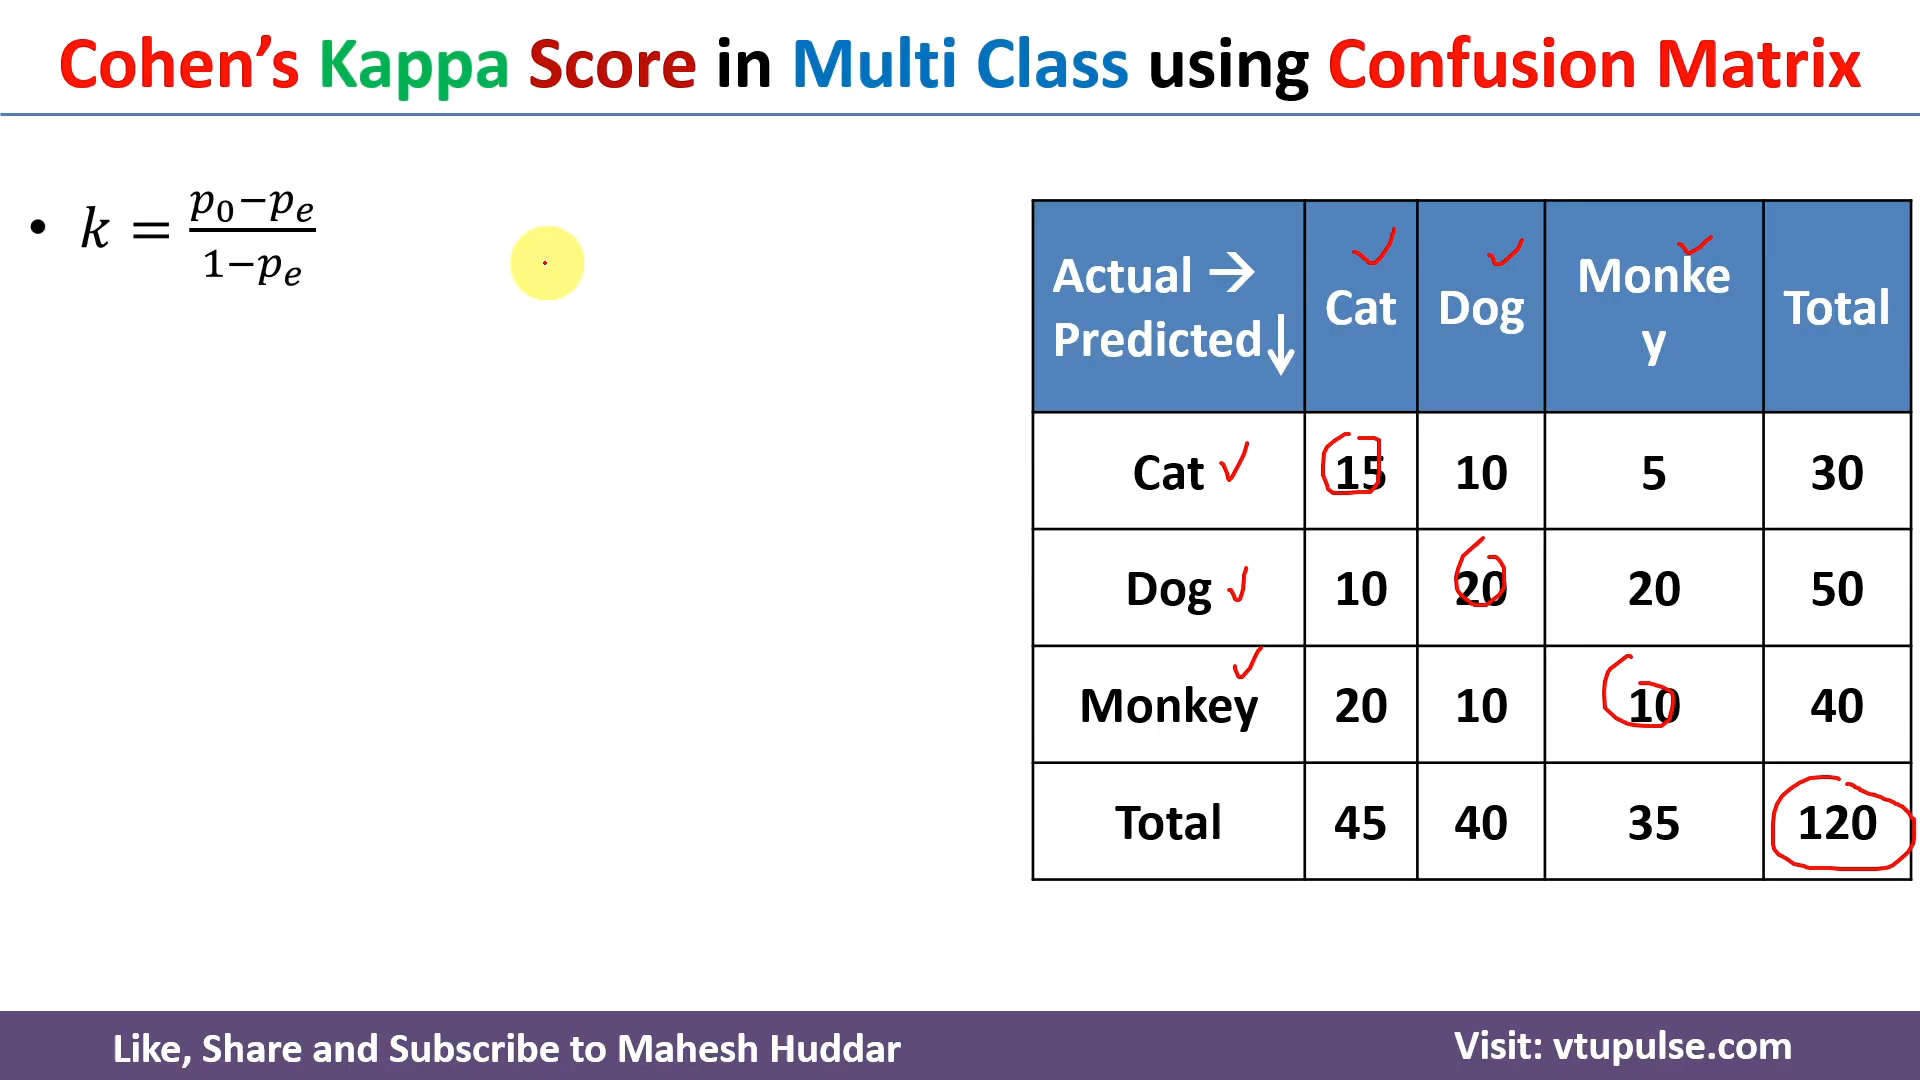 Cohen's Kappa Score in Multi Class using Confusion Matrix
• k = p₀−pₑ / 1−pₑ
Actual → Predicted↓ Cat Dog Monkey Total
Cat 15 10 5 30
Dog 10 20 20 50
Monkey 20 10 10 40
Total 45 40 35 120
Like, Share and Subscribe to Mahesh Huddar
Visit: vtupulse.com